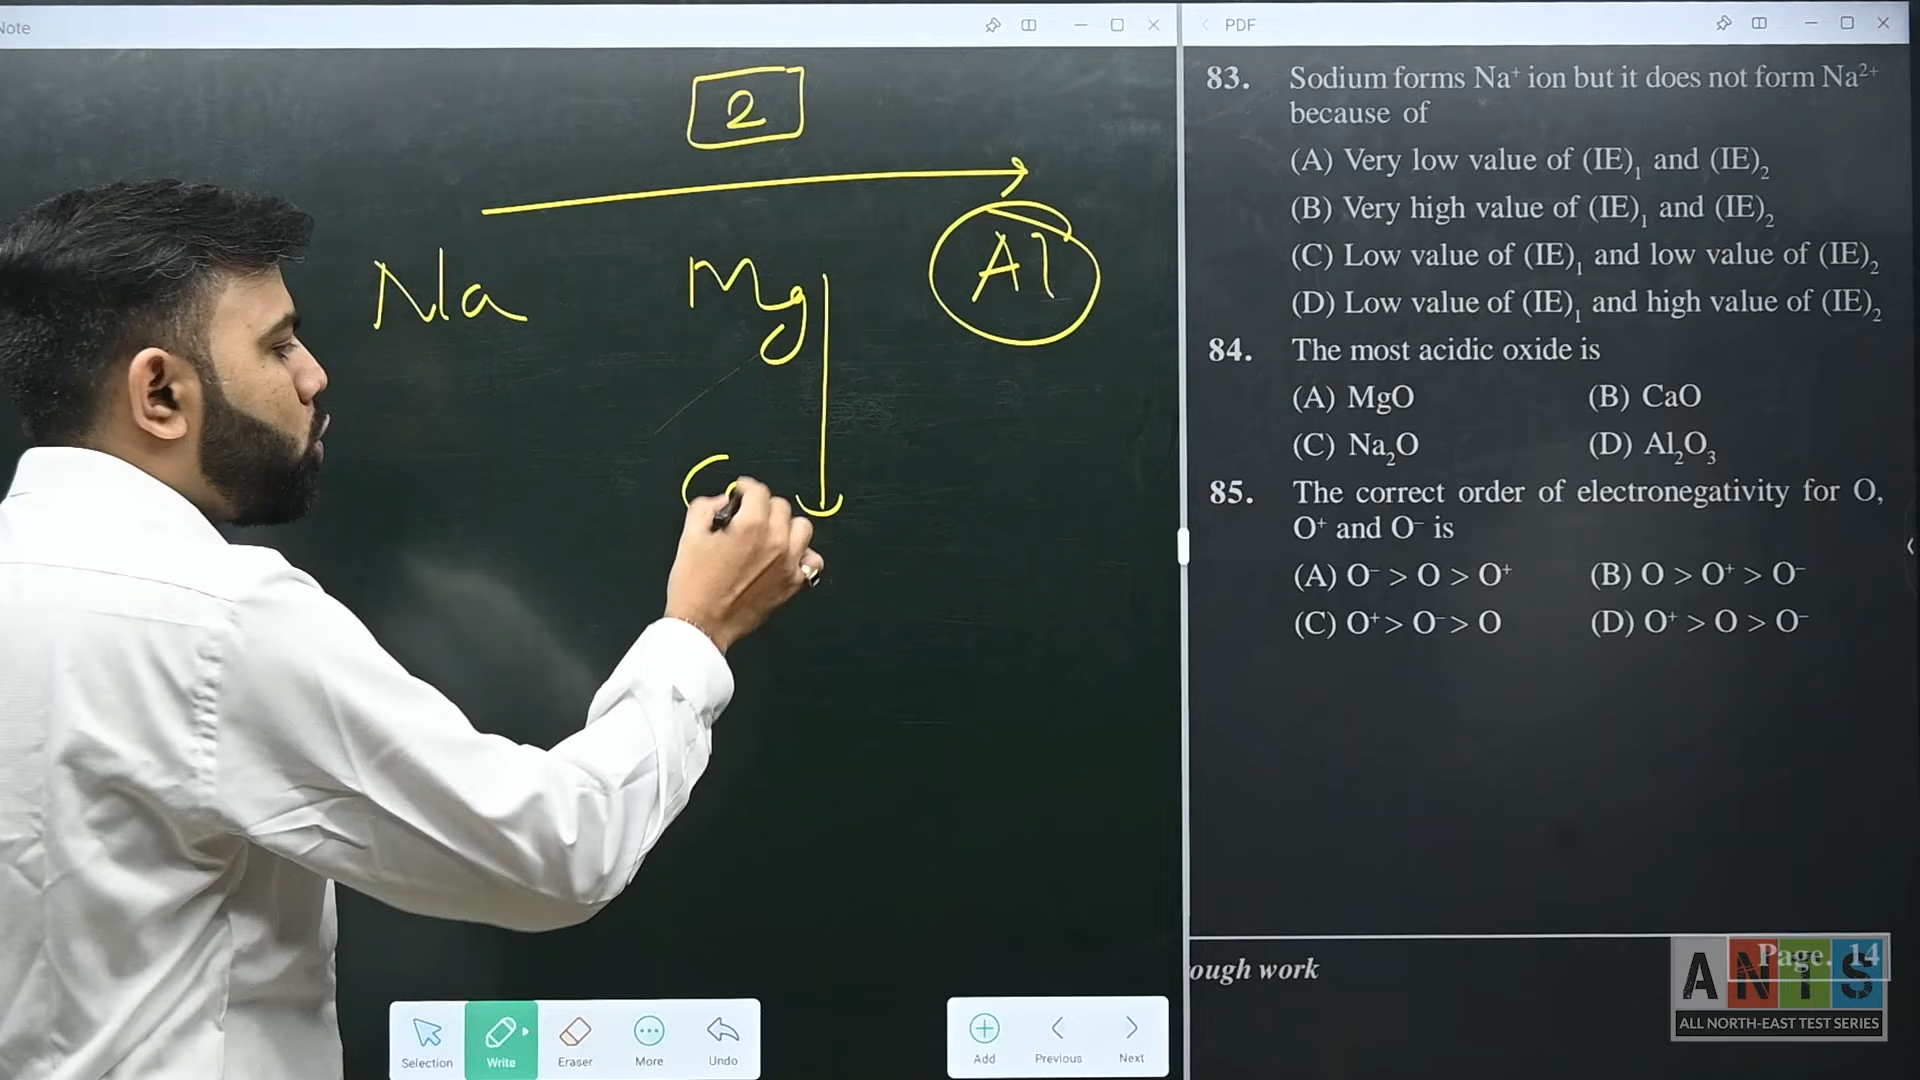 Note
PDF
2
Na Mg Al
83. Sodium forms Na⁺ ion but it does not form Na²⁺
because of
(A) Very low value of (IE)₁ and (IE)₂
(B) Very high value of (IE)₁ and (IE)₂
(C) Low value of (IE)₁ and low value of (IE)₂
(D) Low value of (IE)₁ and high value of (IE)₂
84. The most acidic oxide is
(A) MgO (B) CaO
(C) Na₂O (D) Al₂O₃
85. The correct order of electronegativity for O,
O⁺ and O⁻ is
(A) O⁻ > O > O⁺ (B) O > O⁺ > O⁻
(C) O⁺ > O⁻ > O (D) O⁺ > O > O⁻
ough work
Page. 14
ANTS
ALL NORTH-EAST TEST SERIES
Selection Write Eraser More Undo
Add Previous Next